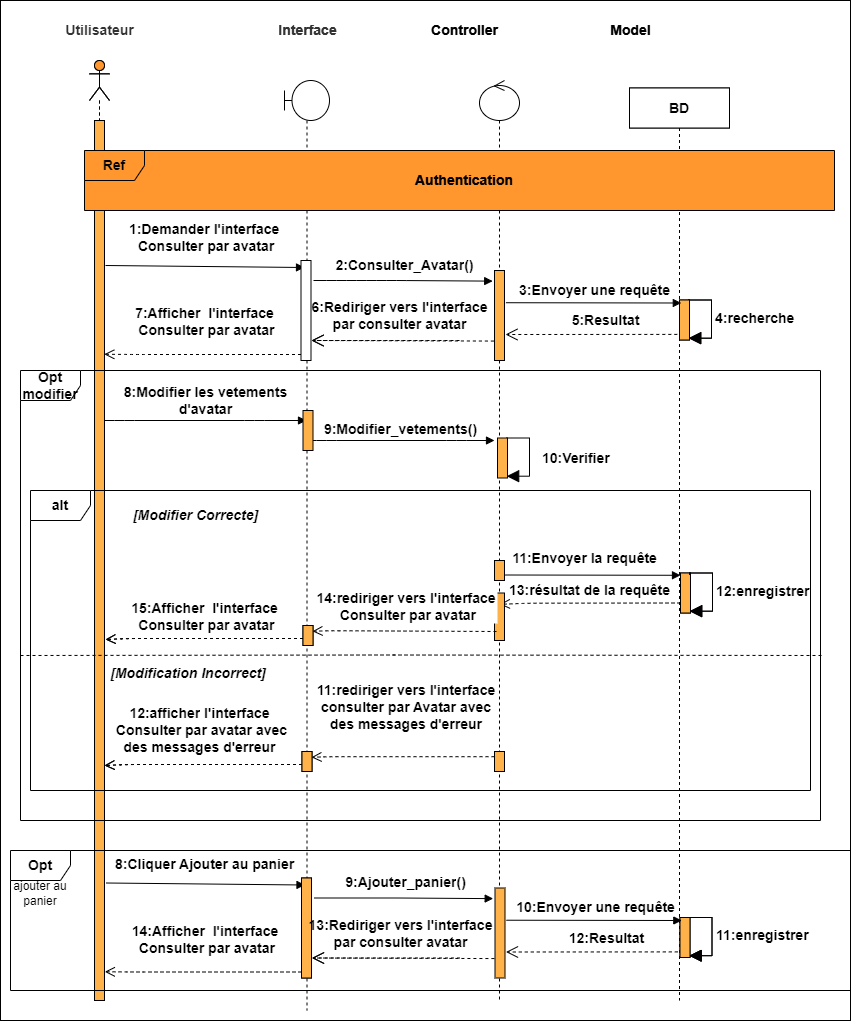 Utilisateur
Interface
Controller
Model
BD
Ref
Authentication
1:Demander l'interface
Consulter par avatar
2:Consulter_Avatar()
3:Envoyer une requête
4:recherche
5:Resultat
6:Rediriger vers l'interface
par consulter avatar
7:Afficher l'interface
Consulter par avatar
Opt
modifier
8:Modifier les vetements
d'avatar
9:Modifier_vetements()
10:Verifier
alt
[Modifier Correcte]
11:Envoyer la requête
12:enregistrer
13:résultat de la requête
14:rediriger vers l'interface
Consulter par avatar
15:Afficher l'interface
Consulter par avatar
[Modification Incorrect]
11:rediriger vers l'interface
consulter par Avatar avec
des messages d'erreur
12:afficher l'interface
Consulter par avatar avec
des messages d'erreur
Opt
ajouter au
panier
8:Cliquer Ajouter au panier
9:Ajouter_panier()
10:Envoyer une requête
11:enregistrer
12:Resultat
13:Rediriger vers l'interface
par consulter avatar
14:Afficher l'interface
Consulter par avatar